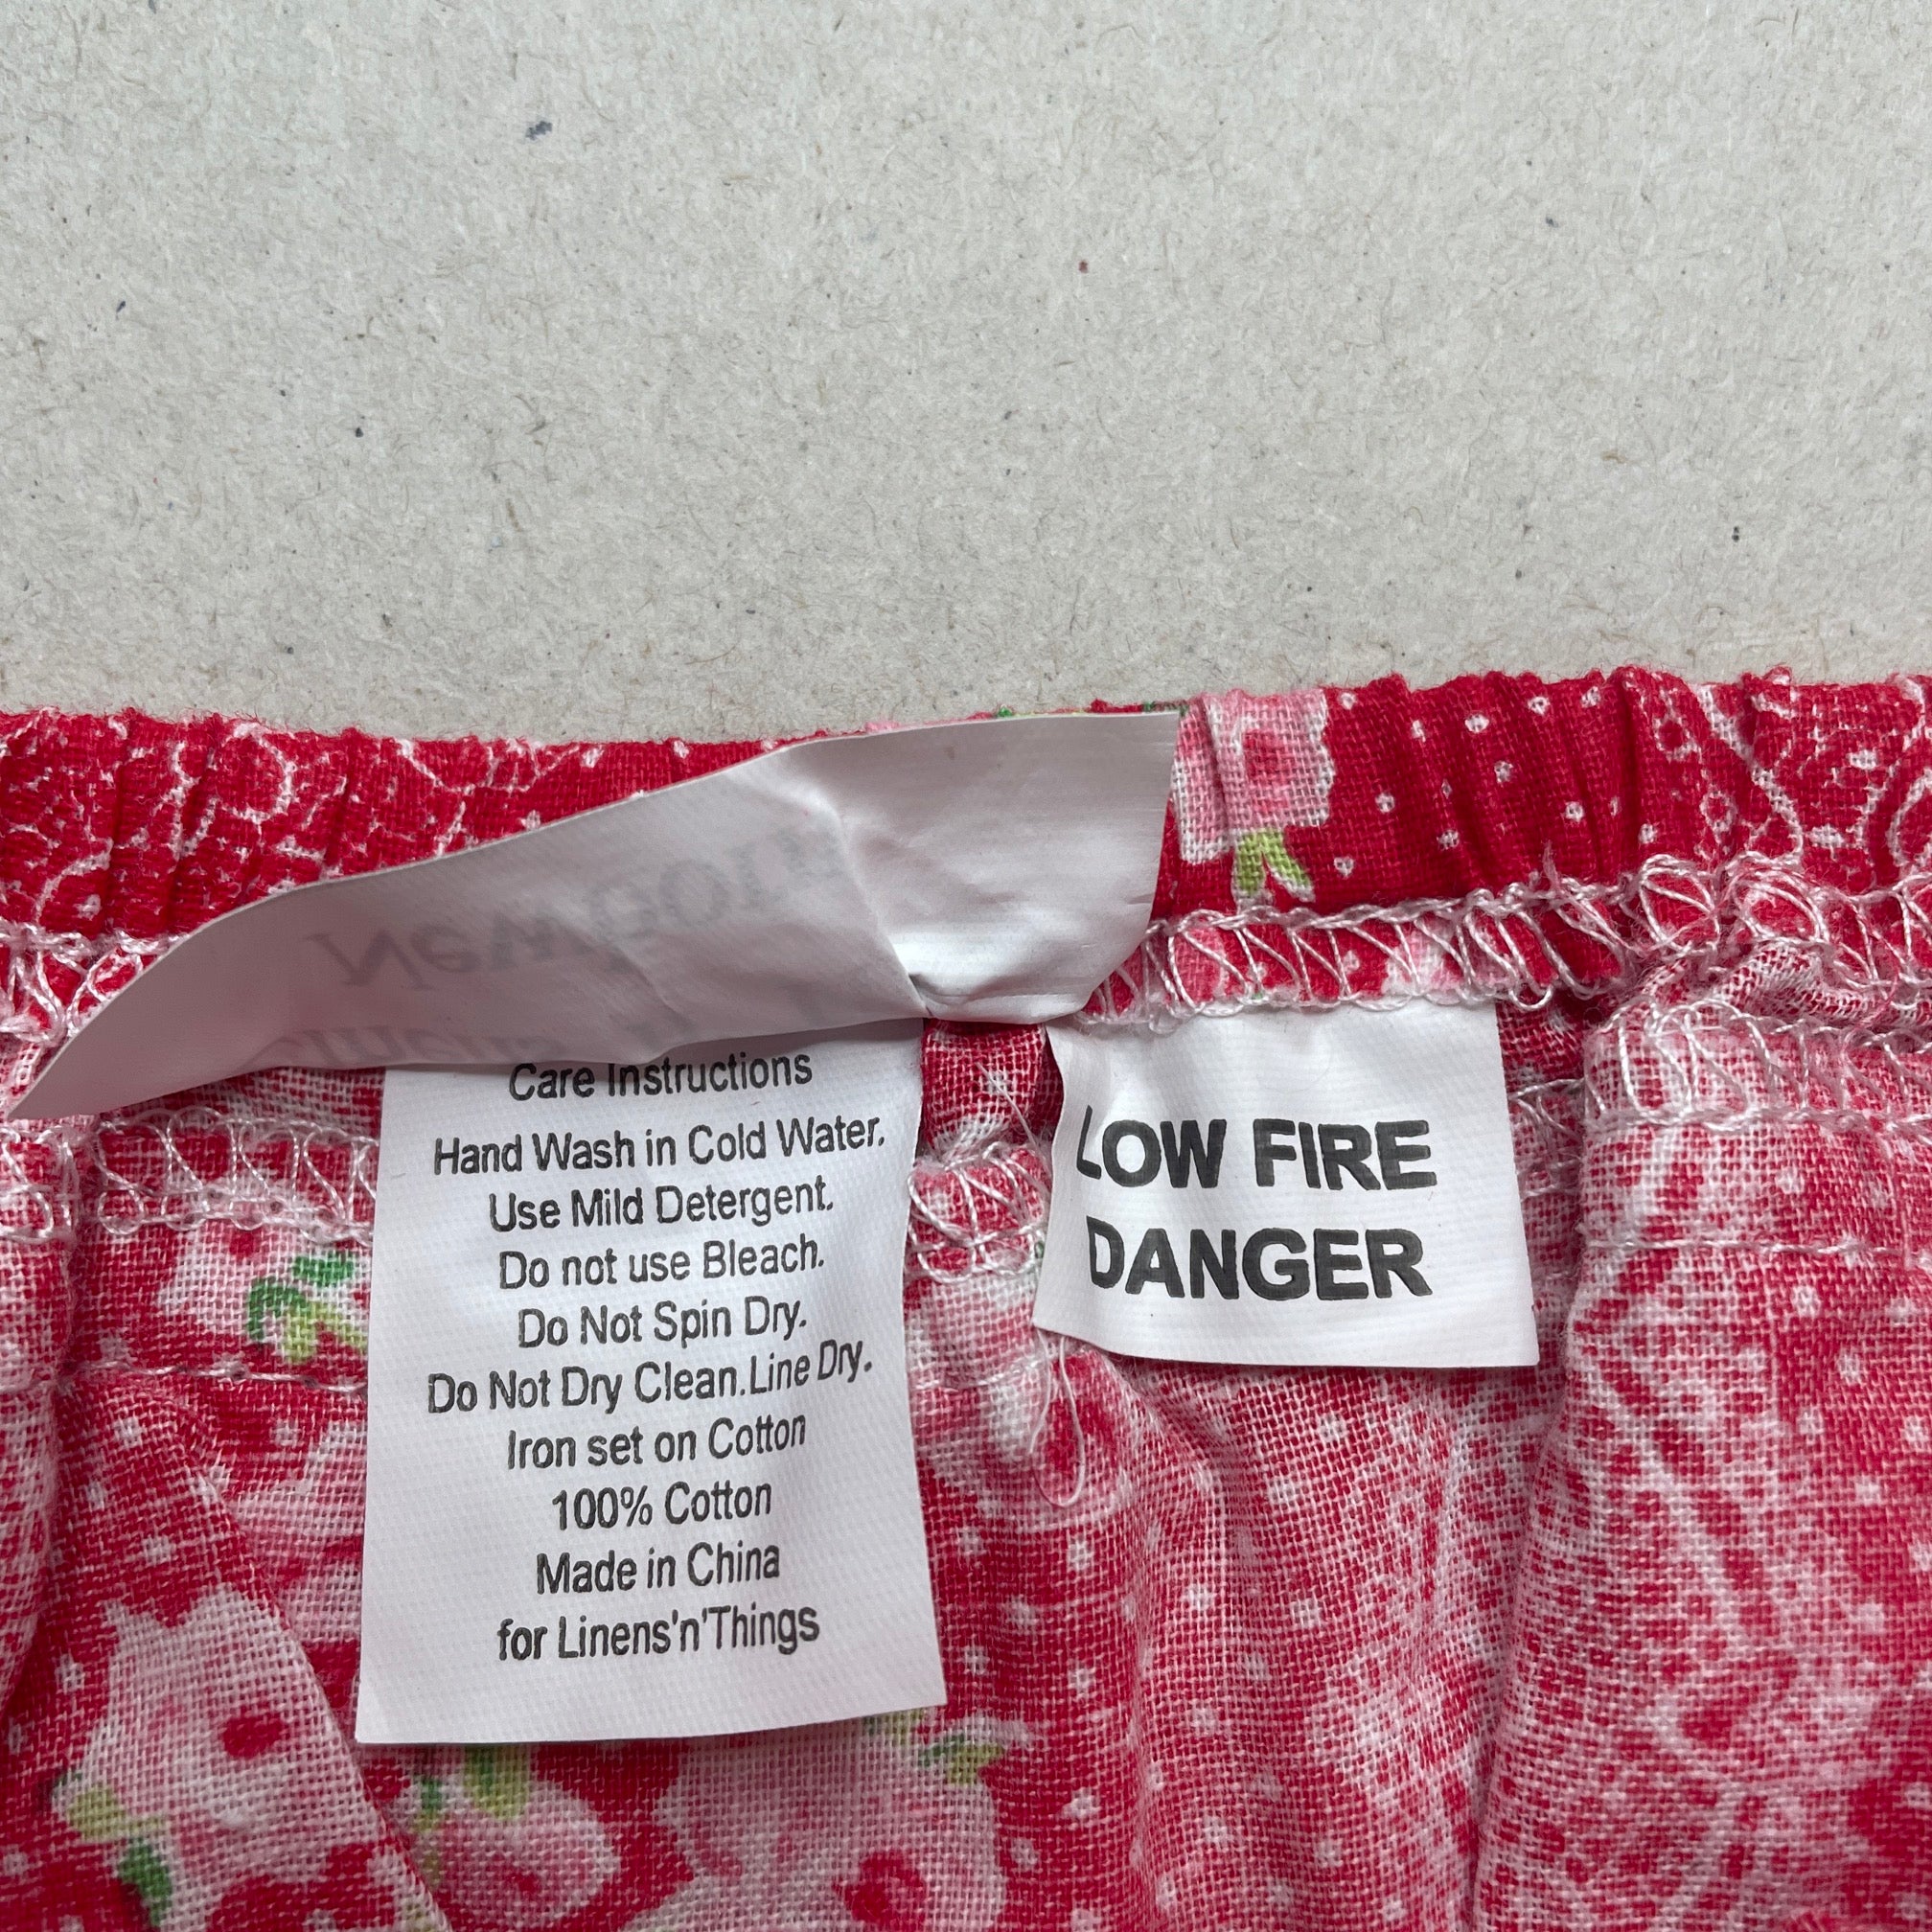 Newport
Care Instructions
Hand Wash in Cold Water.
Use Mild Detergent.
Do not use Bleach.
Do Not Spin Dry.
Do Not Dry Clean.Line Dry.
Iron set on Cotton
100% Cotton
Made in China
for Linens'n'Things
LOW FIRE
DANGER